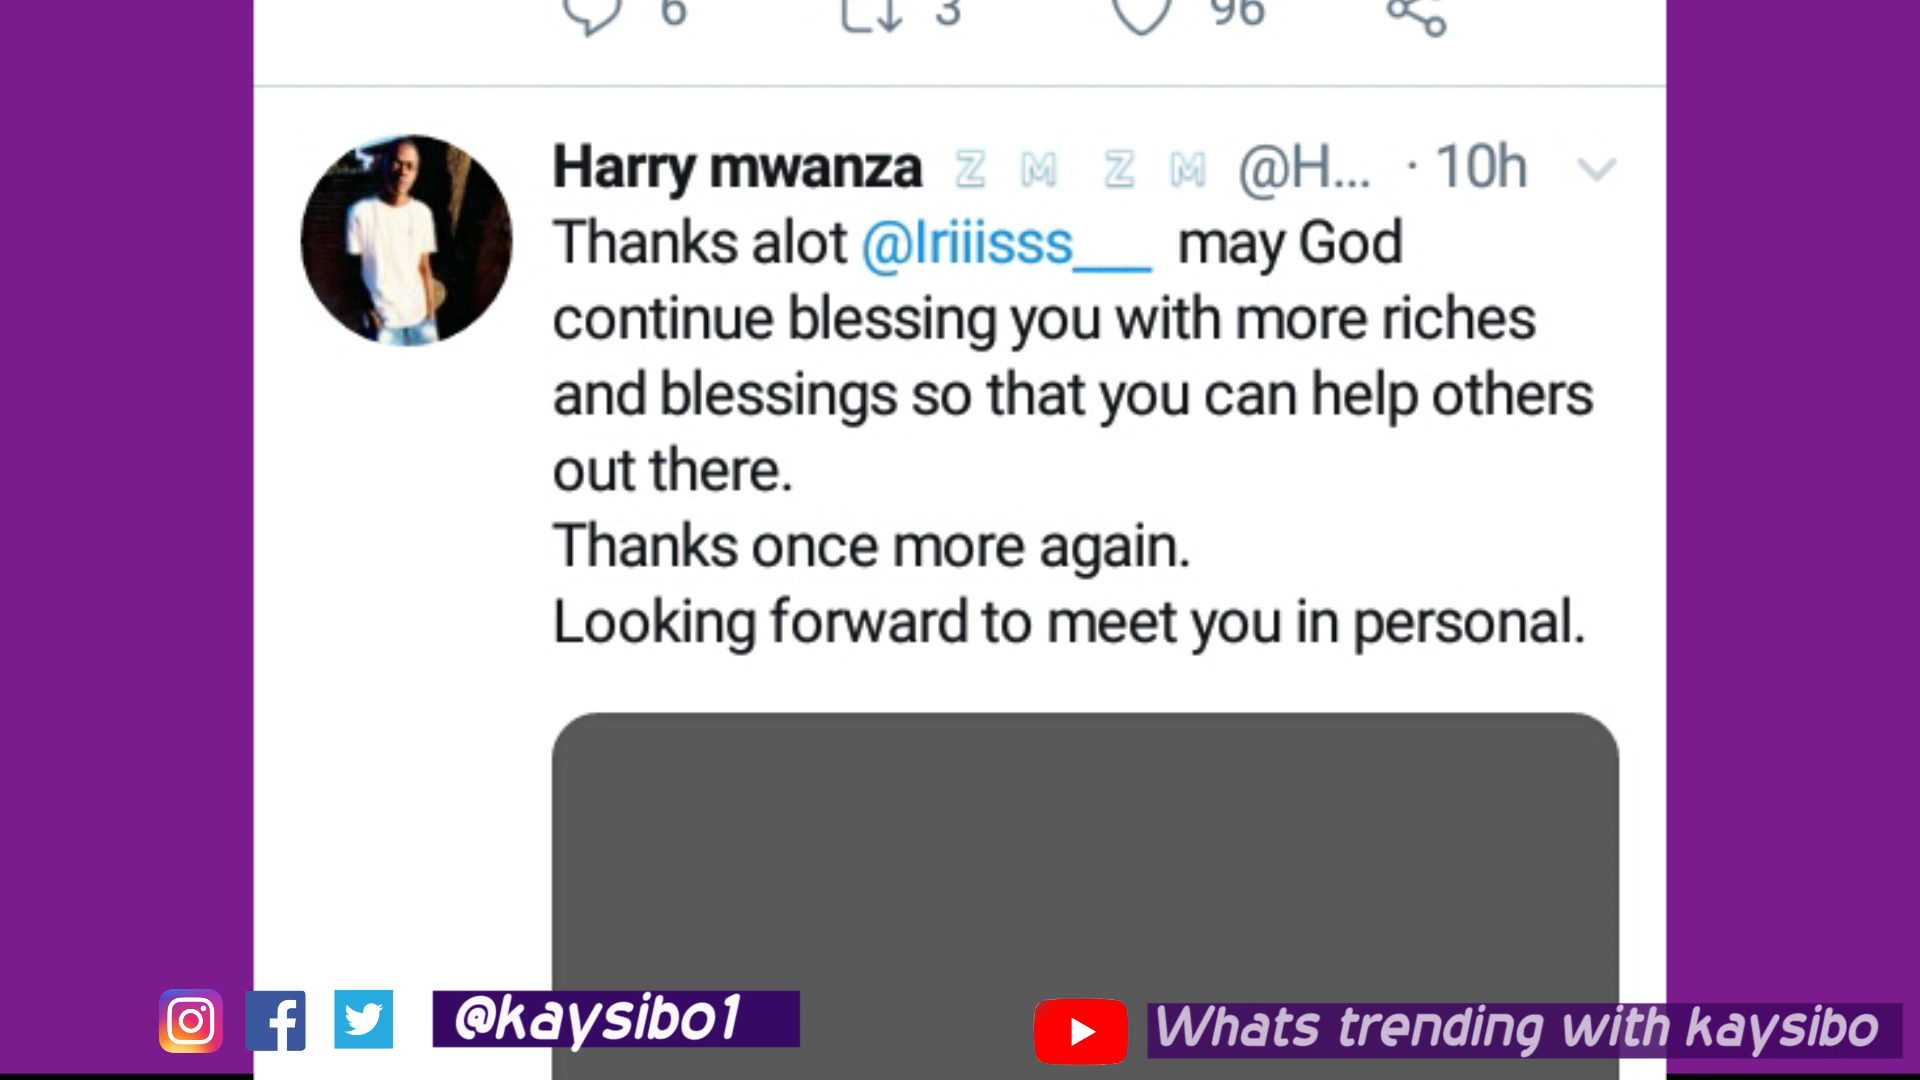 6 3 96
Harry mwanza 🇿 🇲 🇿 🇲 @H... · 10h
Thanks alot @Iriiisss___ may God
continue blessing you with more riches
and blessings so that you can help others
out there.
Thanks once more again.
Looking forward to meet you in personal.
@kaysibo1
Whats trending with kaysibo